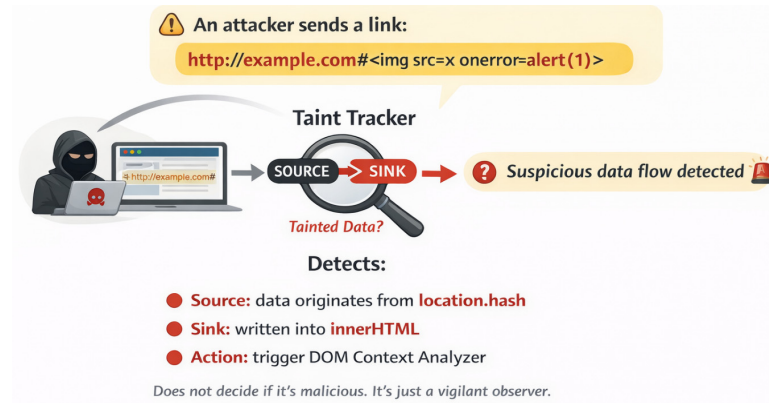 An attacker sends a link:
http://example.com#<img src=x onerror=alert(1)>
Taint Tracker
http://example.com#
SOURCE > SINK
Suspicious data flow detected
Tainted Data?
Detects:
Source: data originates from location.hash
Sink: written into innerHTML
Action: trigger DOM Context Analyzer
Does not decide if it's malicious. It's just a vigilant observer.